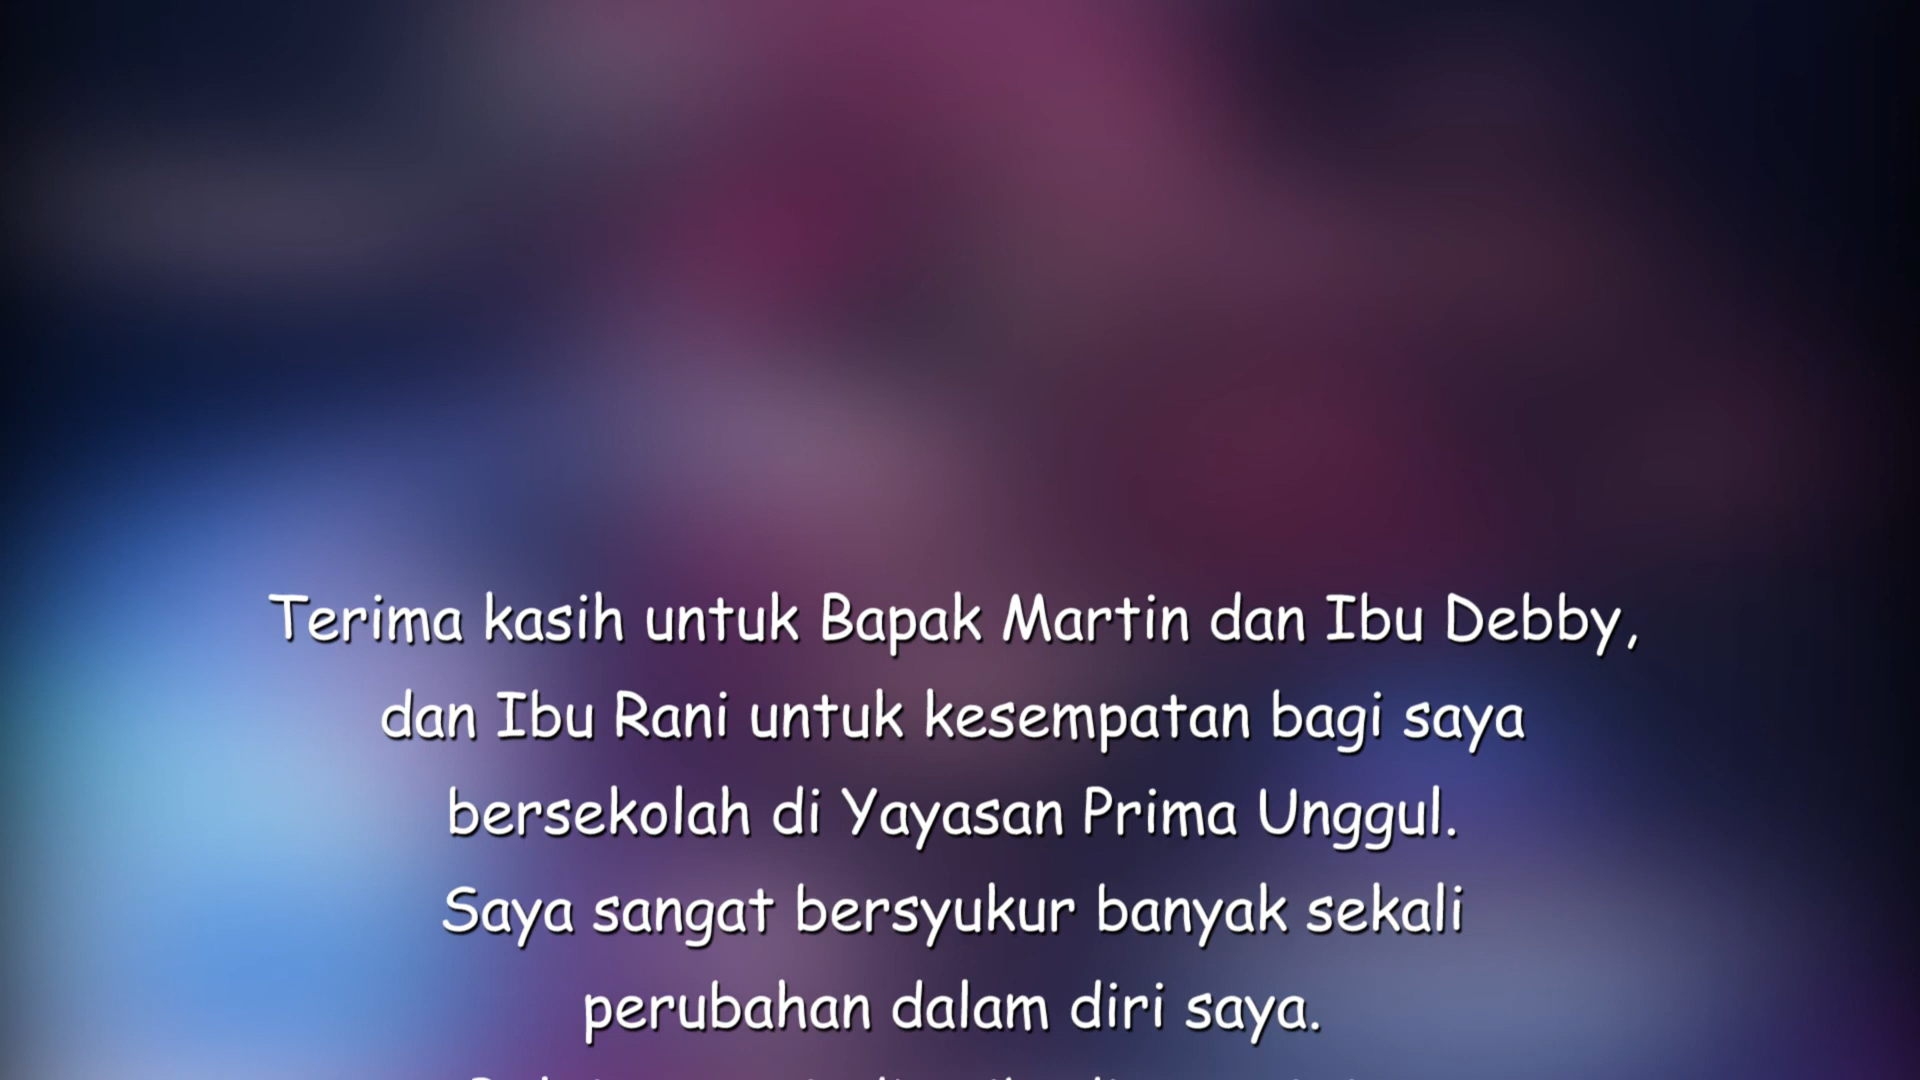 Terima kasih untuk Bapak Martin dan Ibu Debby,
dan Ibu Rani untuk kesempatan bagi saya
bersekolah di Yayasan Prima Unggul.
Saya sangat bersyukur banyak sekali
perubahan dalam diri saya.